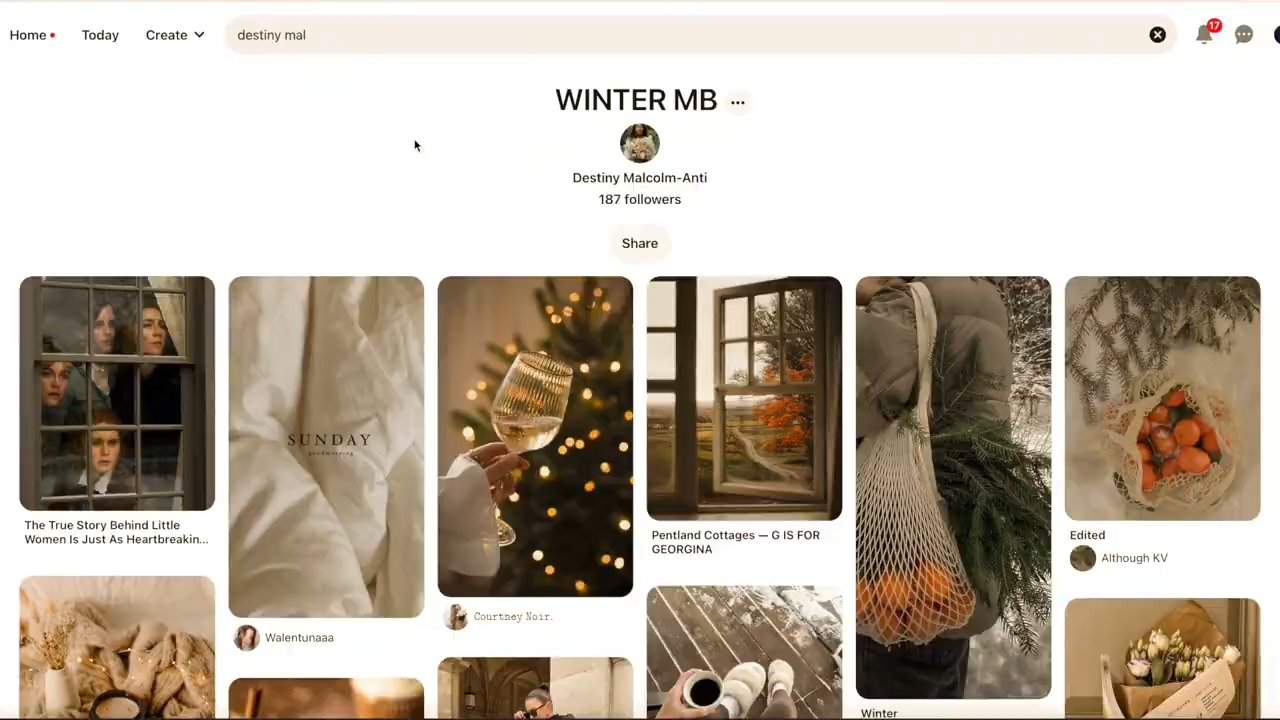 Home
Today
Create
destiny mal
17
WINTER MB
Destiny Malcolm-Anti
187 followers
Share
SUNDAY
goodmorning
The True Story Behind Little
Women Is Just As Heartbreakin...
Walentunaaa
Courtney Noir.
Pentland Cottages — G IS FOR
GEORGINA
Edited
Although KV
Winter